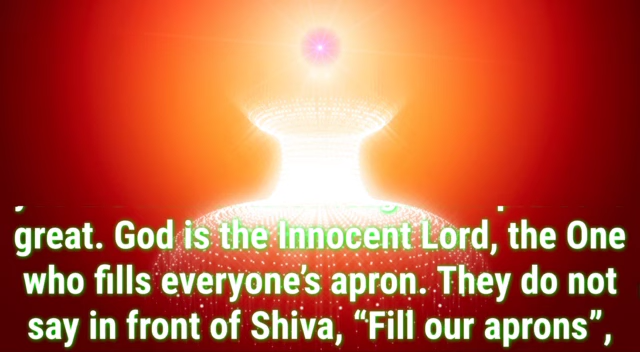 great. God is the Innocent Lord, the One
who fills everyone’s apron. They do not
say in front of Shiva, “Fill our aprons”,